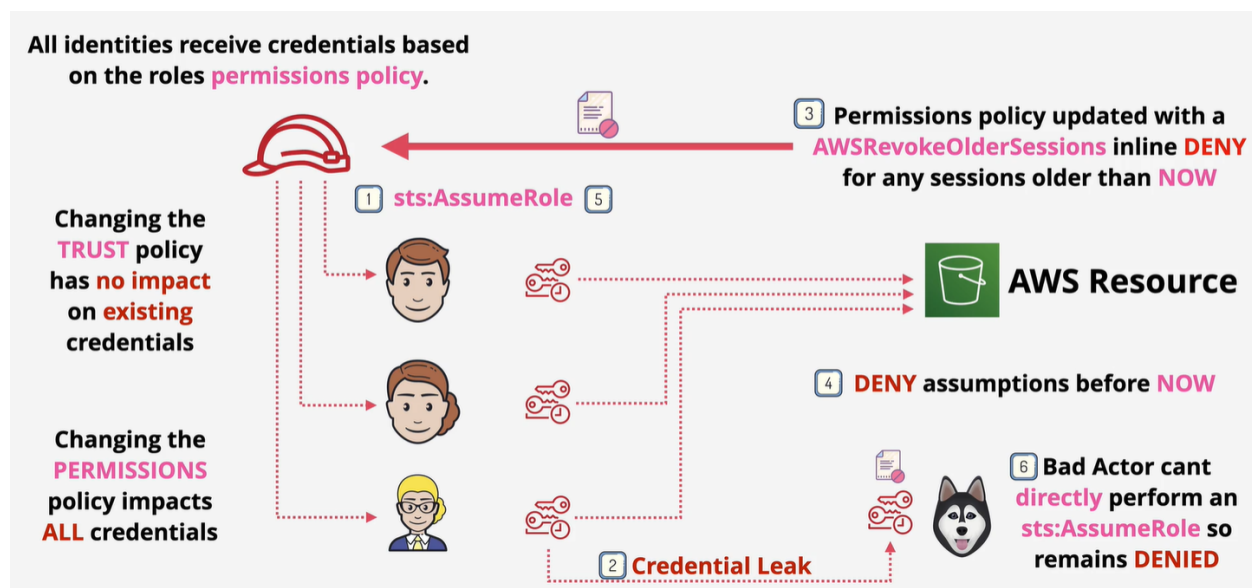 All identities receive credentials based
on the roles permissions policy.
3 Permissions policy updated with a
AWSRevokeOlderSessions inline DENY
for any sessions older than NOW
1 sts:AssumeRole 5
Changing the
TRUST policy
has no impact
on existing
credentials
AWS Resource
4 DENY assumptions before NOW
Changing the
PERMISSIONS
policy impacts
ALL credentials
6 Bad Actor cant
directly perform an
sts:AssumeRole so
remains DENIED
2 Credential Leak